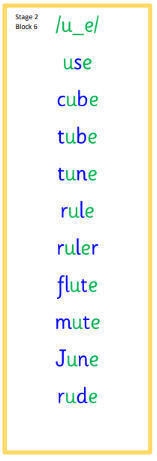 Stage 2
Block 6
/u_e/
use
cube
tube
tune
rule
ruler
flute
mute
June
rude